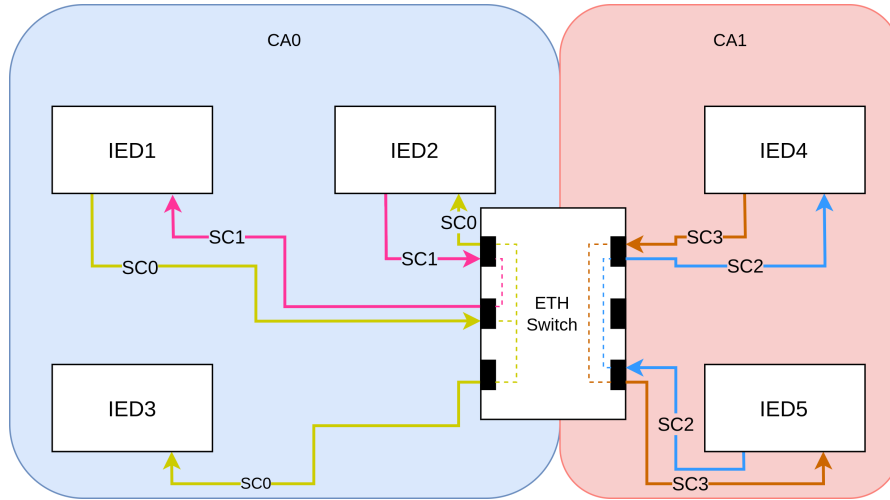 CA0
CA1
IED1
IED2
IED4
SC0
SC1
SC3
SC1
SC0
SC2
ETH
Switch
IED3
IED5
SC2
SC0
SC3